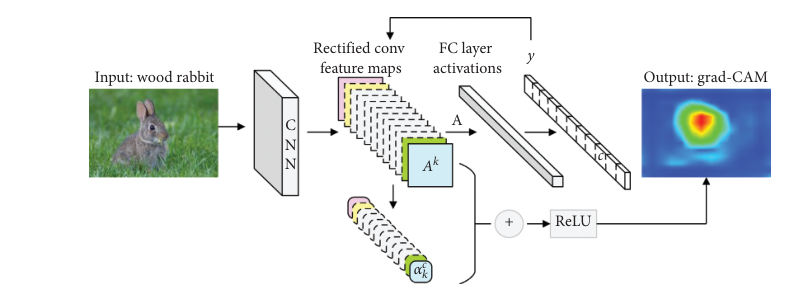 Rectified conv
feature maps
FC layer
activations
y
Input: wood rabbit
Output: grad-CAM
C
N
N
A
c
A^k
+
ReLU
α_k^c